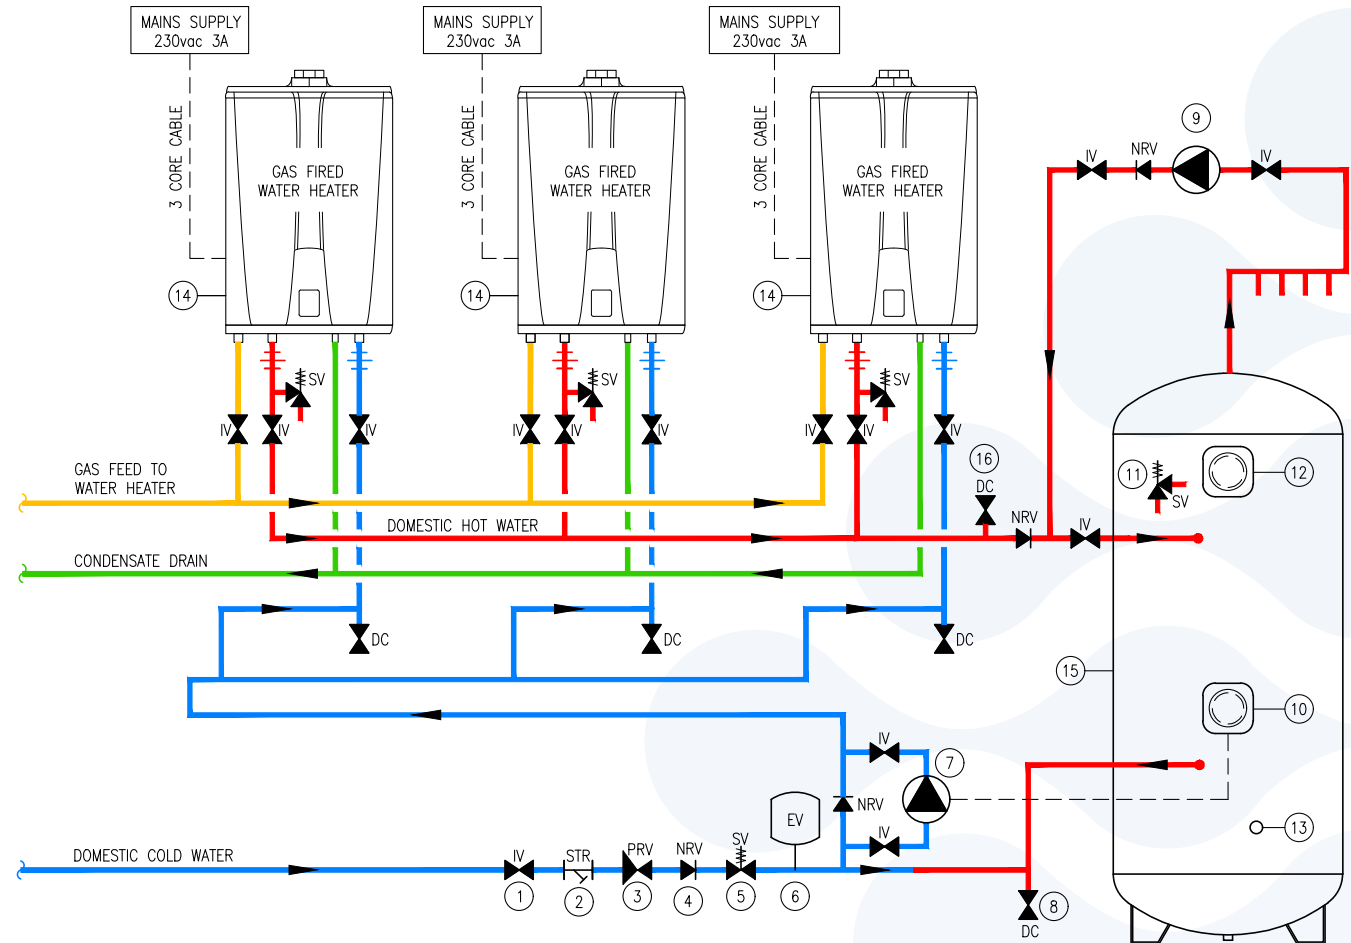 MAINS SUPPLY
230vac 3A
MAINS SUPPLY
230vac 3A
MAINS SUPPLY
230vac 3A
3 CORE CABLE
3 CORE CABLE
3 CORE CABLE
GAS FIRED
WATER HEATER
GAS FIRED
WATER HEATER
GAS FIRED
WATER HEATER
9
IV
NRV
IV
14
14
14
SV
SV
SV
IV
IV
IV
IV
IV
IV
IV
IV
IV
GAS FEED TO
WATER HEATER
16
DC
11
SV
12
DOMESTIC HOT WATER
NRV
IV
CONDENSATE DRAIN
DC
DC
DC
15
10
IV
7
NRV
EV
IV
13
DOMESTIC COLD WATER
IV
STR
PRV
NRV
SV
1
2
3
4
5
6
8
DC